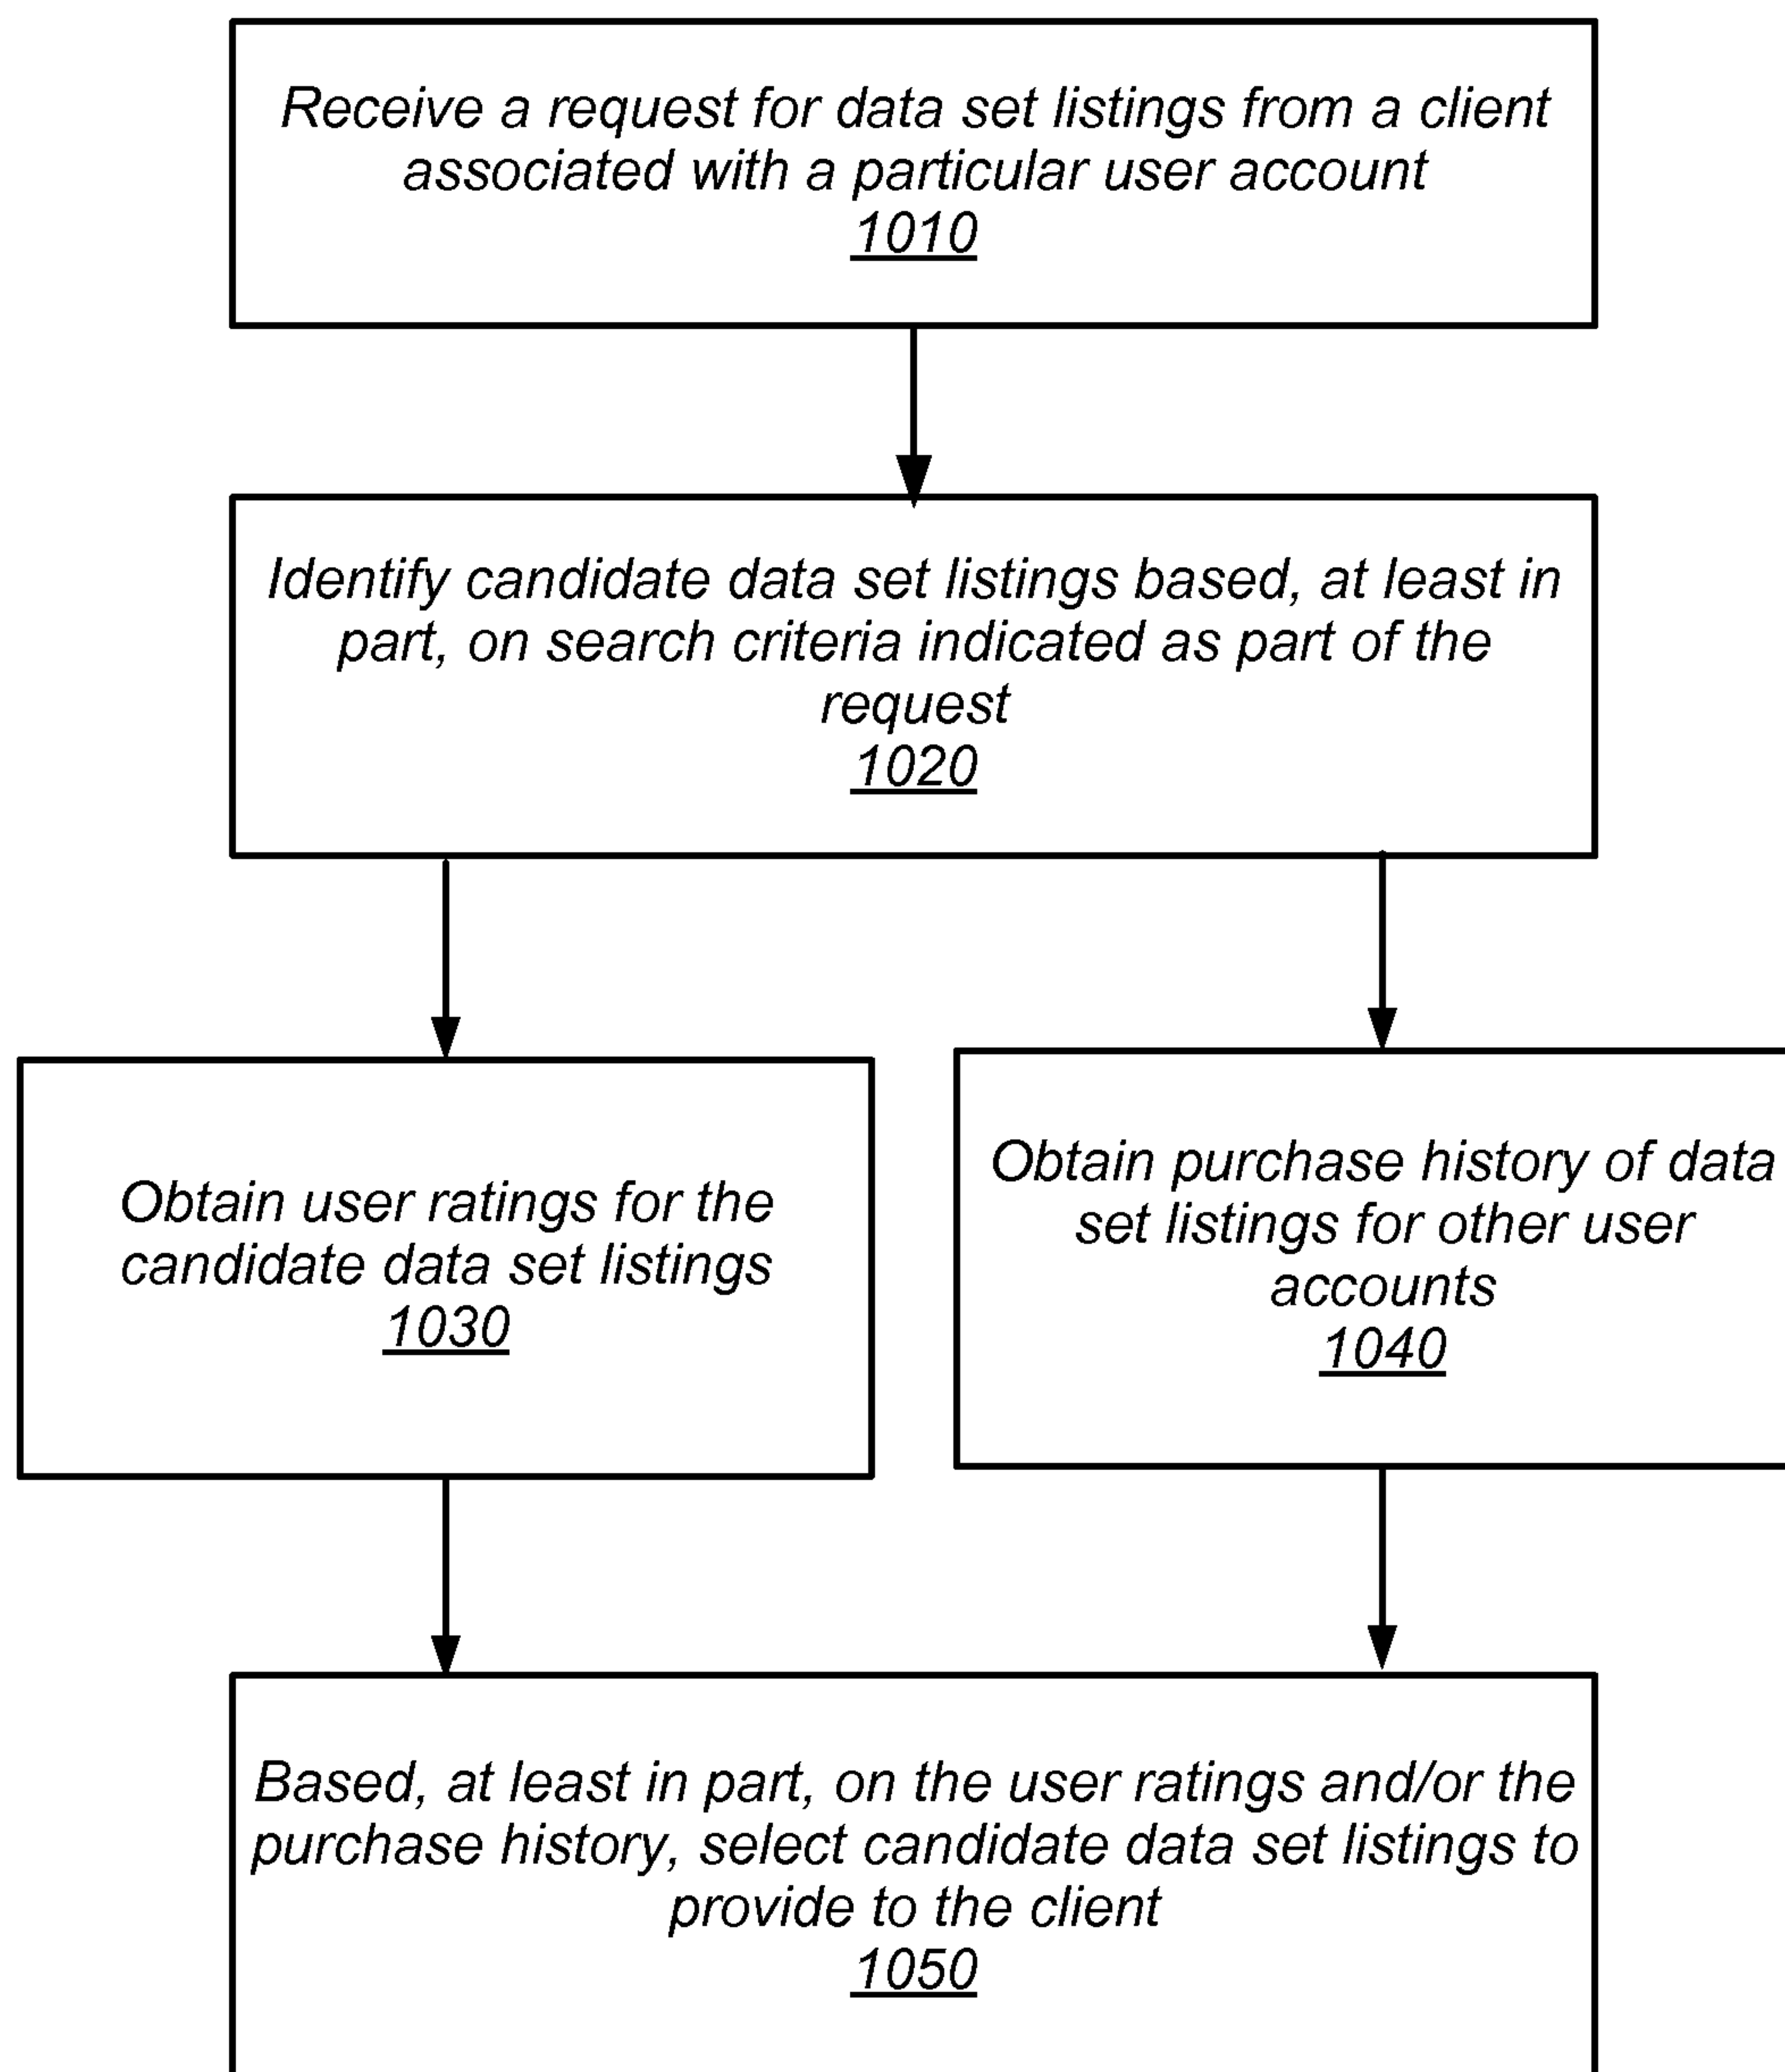 Receive a request for data set listings from a client
associated with a particular user account
1010
Identify candidate data set listings based, at least in
part, on search criteria indicated as part of the
request
1020
Obtain user ratings for the
candidate data set listings
1030
Obtain purchase history of data
set listings for other user
accounts
1040
Based, at least in part, on the user ratings and/or the
purchase history, select candidate data set listings to
provide to the client
1050